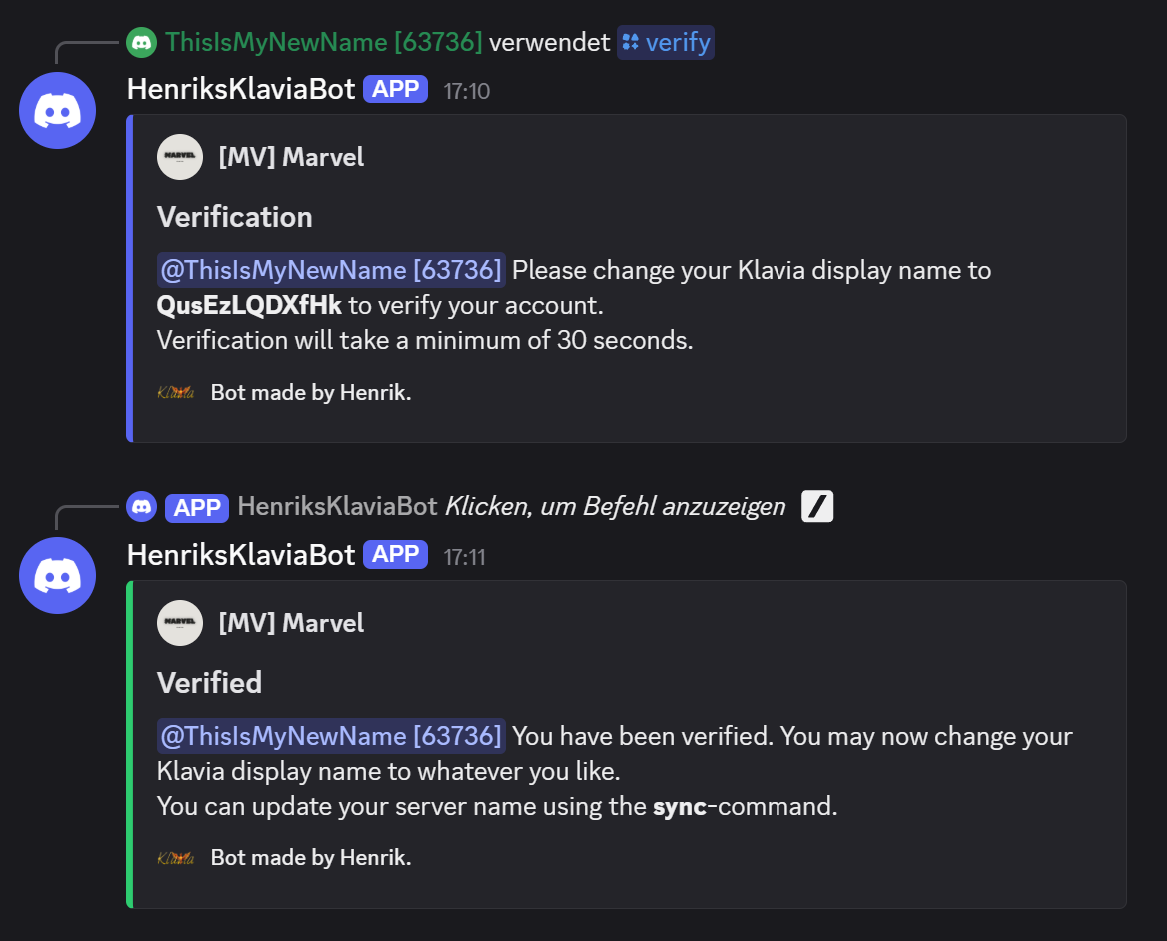 ThisIsMyNewName [63736] verwendet verify
HenriksKlaviaBot APP 17:10
MARVEL [MV] Marvel
Verification
@ThisIsMyNewName [63736] Please change your Klavia display name to
QusEzLQDXfHk to verify your account.
Verification will take a minimum of 30 seconds.
Klavia Bot made by Henrik.
APP HenriksKlaviaBot Klicken, um Befehl anzuzeigen
HenriksKlaviaBot APP 17:11
MARVEL [MV] Marvel
Verified
@ThisIsMyNewName [63736] You have been verified. You may now change your
Klavia display name to whatever you like.
You can update your server name using the sync-command.
Klavia Bot made by Henrik.